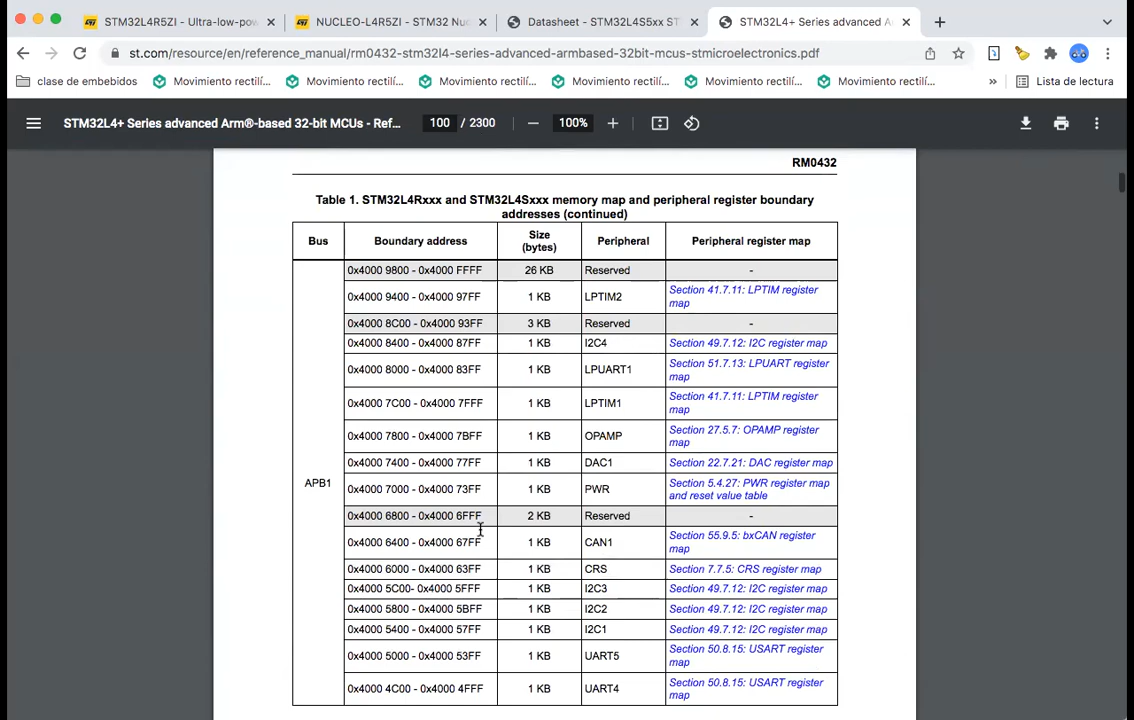 STM32L4R5ZI - Ultra-low-pow
NUCLEO-L4R5ZI - STM32 Nuc
Datasheet - STM32L4S5xx ST
STM32L4+ Series advanced A
st.com/resource/en/reference_manual/rm0432-stm32l4-series-advanced-armbased-32bit-mcus-stmicroelectronics.pdf
clase de embebidos
Movimiento rectilí...
Movimiento rectilí...
Movimiento rectilí...
Movimiento rectilí...
Movimiento rectilí...
Movimiento rectilí...
»
Lista de lectura
STM32L4+ Series advanced Arm®-based 32-bit MCUs - Ref...
100 / 2300
100%
RM0432
Table 1. STM32L4Rxxx and STM32L4Sxxx memory map and peripheral register boundary
addresses (continued)
Bus Boundary address Size (bytes) Peripheral Peripheral register map
0x4000 9800 - 0x4000 FFFF 26 KB Reserved -
0x4000 9400 - 0x4000 97FF 1 KB LPTIM2 Section 41.7.11: LPTIM register
map
0x4000 8C00 - 0x4000 93FF 3 KB Reserved -
0x4000 8400 - 0x4000 87FF 1 KB I2C4 Section 49.7.12: I2C register map
0x4000 8000 - 0x4000 83FF 1 KB LPUART1 Section 51.7.13: LPUART register
map
0x4000 7C00 - 0x4000 7FFF 1 KB LPTIM1 Section 41.7.11: LPTIM register
map
0x4000 7800 - 0x4000 7BFF 1 KB OPAMP Section 27.5.7: OPAMP register
map
0x4000 7400 - 0x4000 77FF 1 KB DAC1 Section 22.7.21: DAC register map
APB1
0x4000 7000 - 0x4000 73FF 1 KB PWR Section 5.4.27: PWR register map
and reset value table
0x4000 6800 - 0x4000 6FFF 2 KB Reserved -
0x4000 6400 - 0x4000 67FF 1 KB CAN1 Section 55.9.5: bxCAN register
map
0x4000 6000 - 0x4000 63FF 1 KB CRS Section 7.7.5: CRS register map
0x4000 5C00- 0x4000 5FFF 1 KB I2C3 Section 49.7.12: I2C register map
0x4000 5800 - 0x4000 5BFF 1 KB I2C2 Section 49.7.12: I2C register map
0x4000 5400 - 0x4000 57FF 1 KB I2C1 Section 49.7.12: I2C register map
0x4000 5000 - 0x4000 53FF 1 KB UART5 Section 50.8.15: USART register
map
0x4000 4C00 - 0x4000 4FFF 1 KB UART4 Section 50.8.15: USART register
map